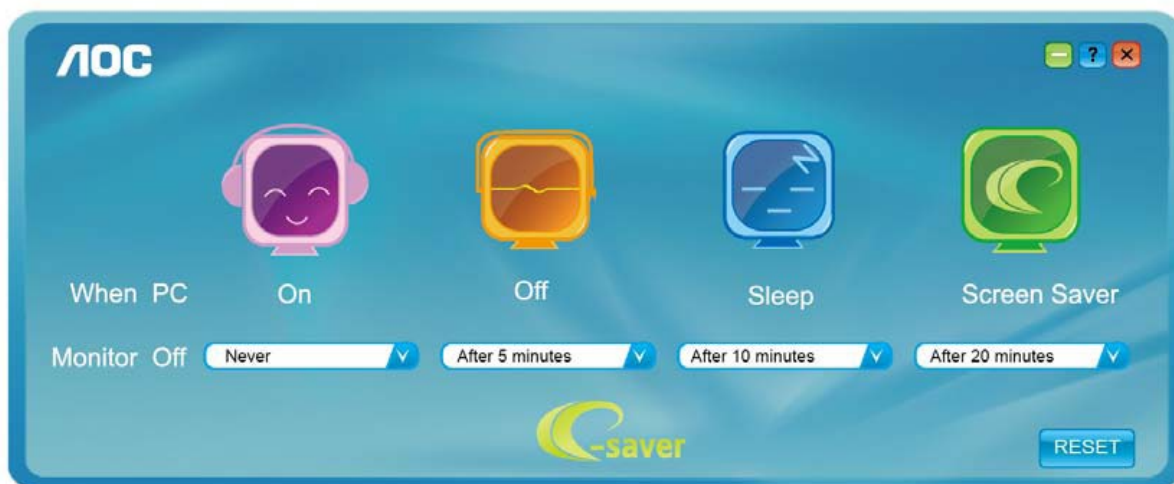 AOC
?
When PC On Off Sleep Screen Saver
Monitor Off Never After 5 minutes After 10 minutes After 20 minutes
e-saver
RESET